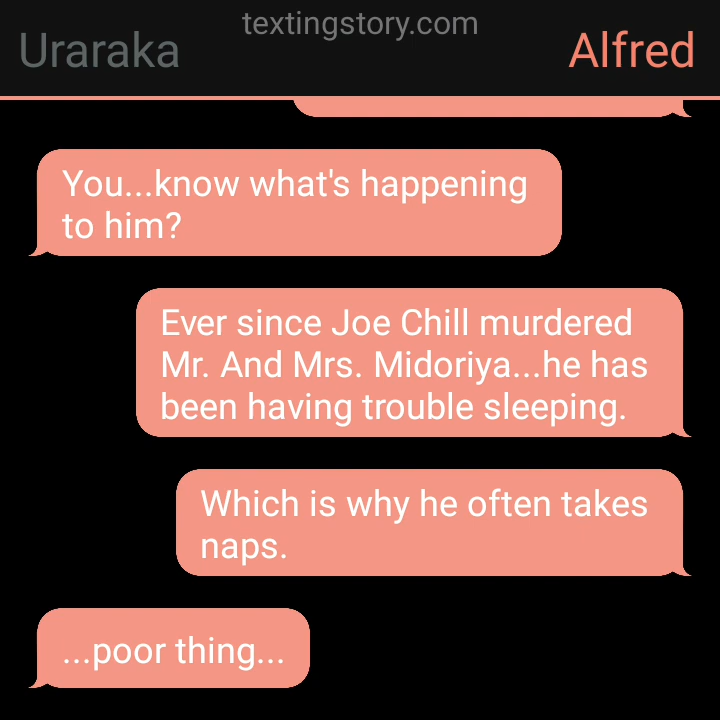 textingstory.com
Uraraka
Alfred
You...know what's happening
to him?
Ever since Joe Chill murdered
Mr. And Mrs. Midoriya...he has
been having trouble sleeping.
Which is why he often takes
naps.
...poor thing...